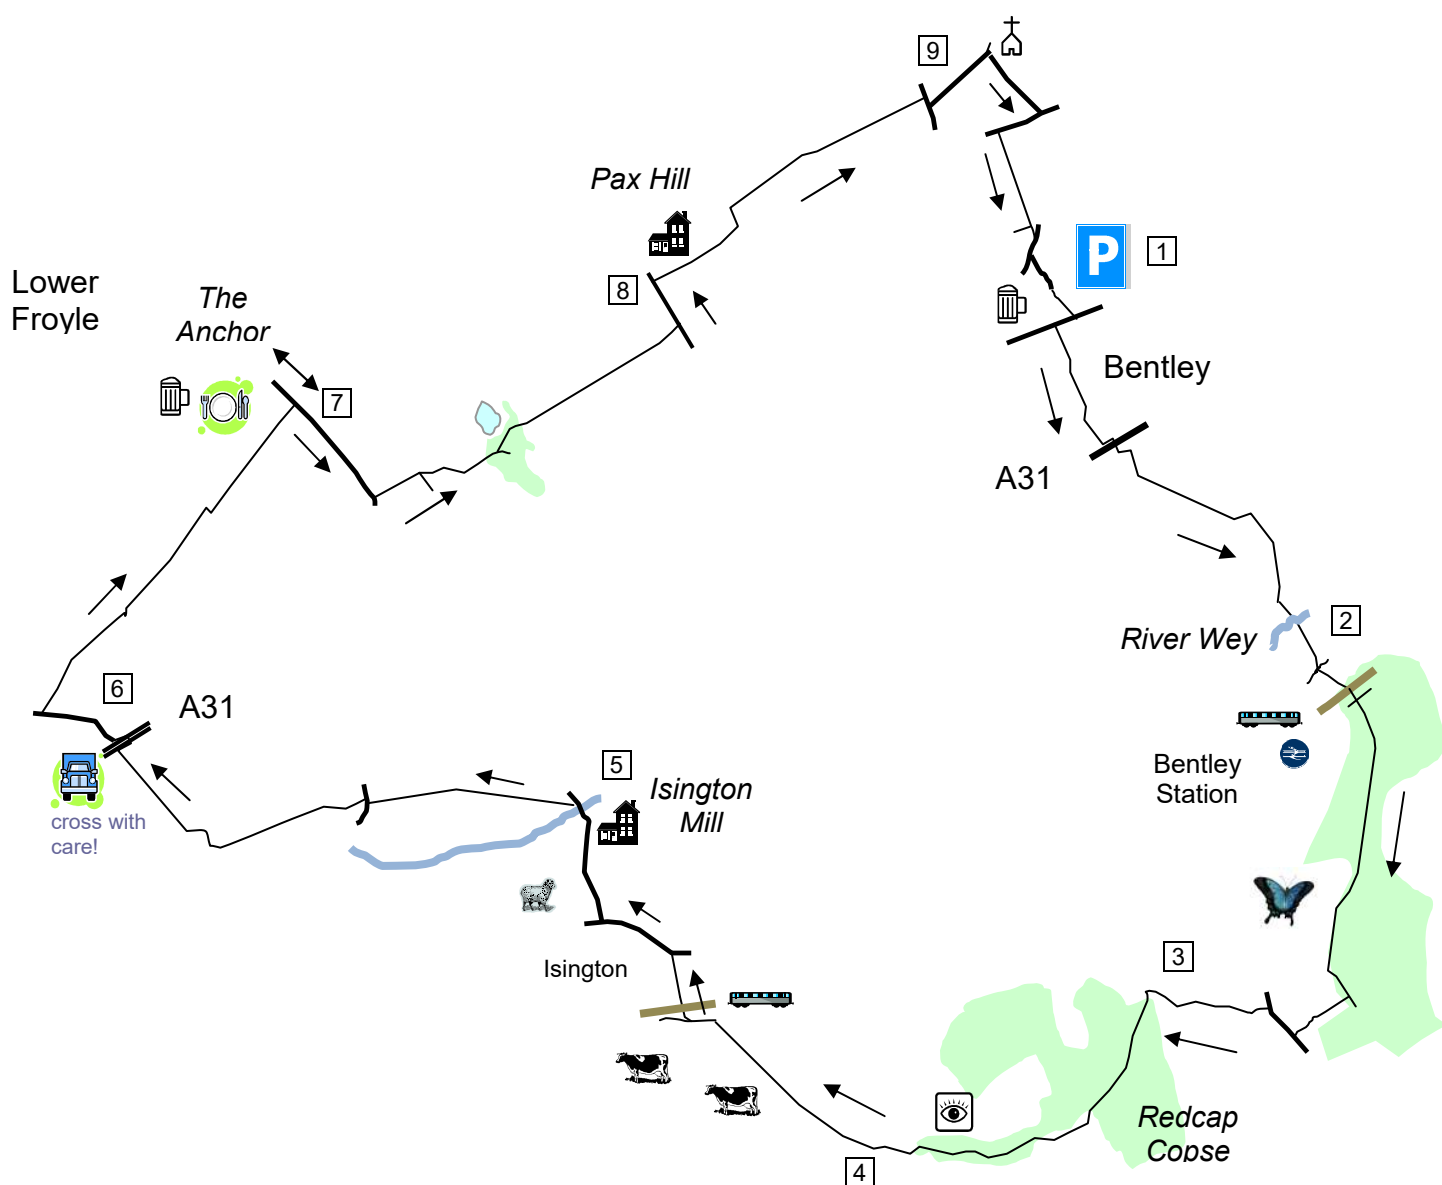 9
Pax Hill
P
1
Lower
Froyle
The
Anchor
8
7
Bentley
A31
2
River Wey
6
A31
Bentley
Station
5
Isington
Mill
cross with
care!
3
Isington
Redcap
Copse
4